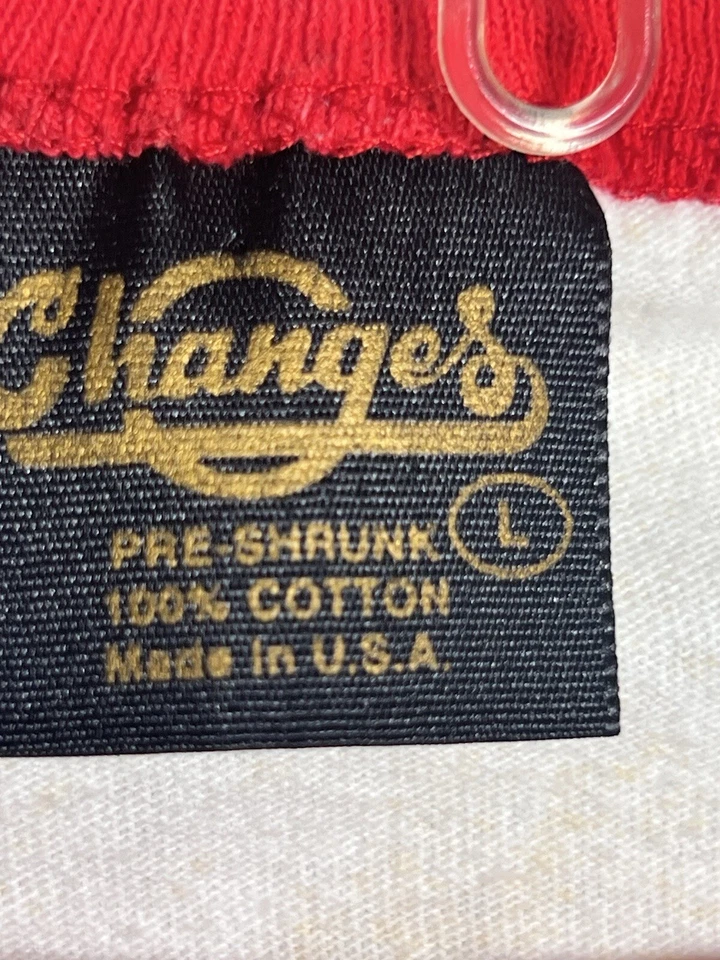 Changes
PRE-SHRUNK L
100% COTTON
Made in U.S.A.